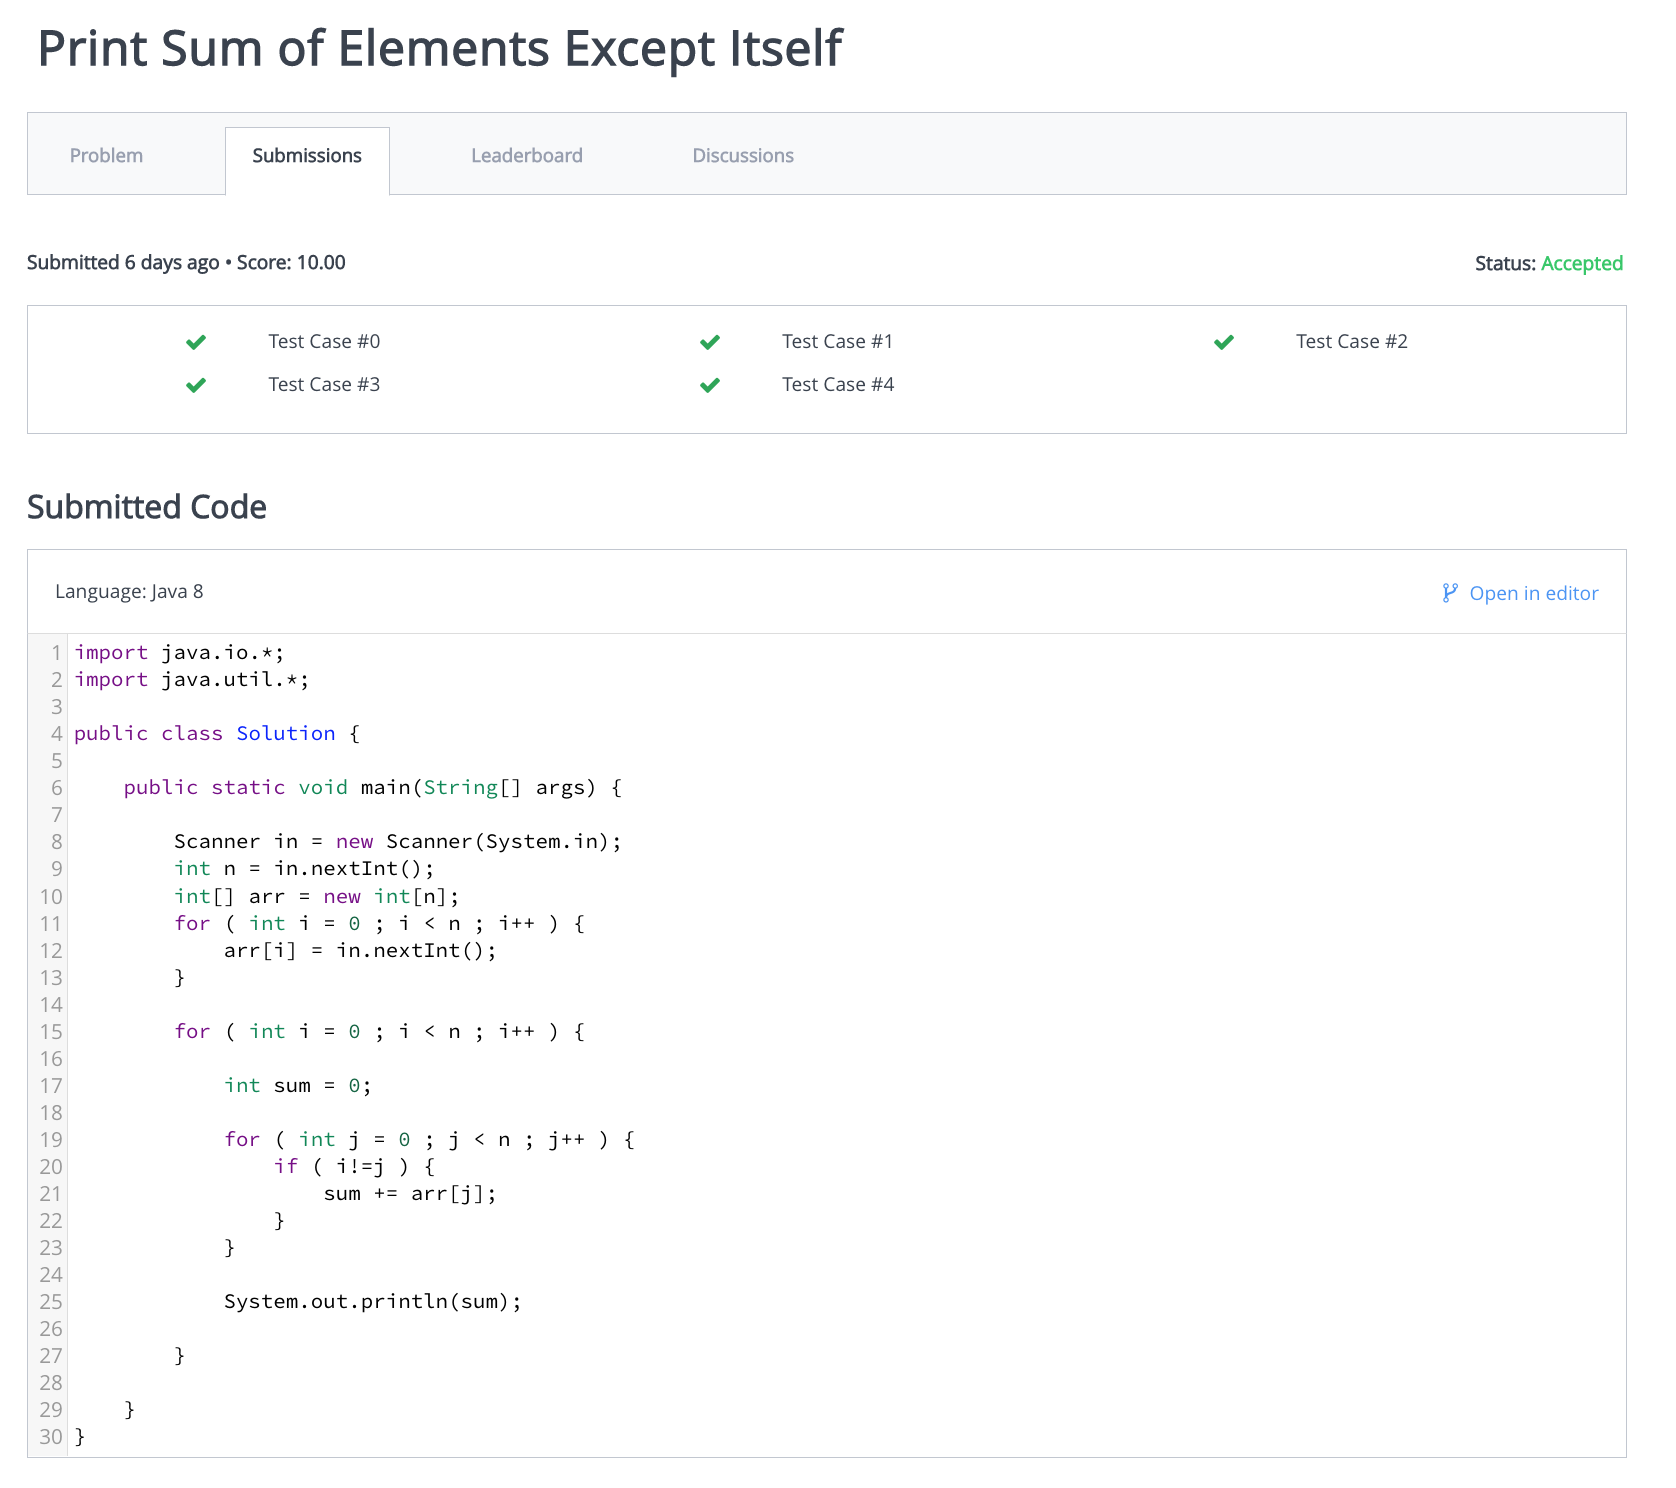 Print Sum of Elements Except Itself
Problem Submissions Leaderboard Discussions
Submitted 6 days ago • Score: 10.00 Status: Accepted
Test Case #0 Test Case #1 Test Case #2
Test Case #3 Test Case #4
Submitted Code
Language: Java 8 Open in editor
1 import java.io.*;
2 import java.util.*;
3
4 public class Solution {
5
6     public static void main(String[] args) {
7
8         Scanner in = new Scanner(System.in);
9         int n = in.nextInt();
10         int[] arr = new int[n];
11         for ( int i = 0 ; i < n ; i++ ) {
12             arr[i] = in.nextInt();
13         }
14
15         for ( int i = 0 ; i < n ; i++ ) {
16
17             int sum = 0;
18
19             for ( int j = 0 ; j < n ; j++ ) {
20                 if ( i!=j ) {
21                     sum += arr[j];
22                 }
23             }
24
25             System.out.println(sum);
26
27         }
28
29     }
30 }